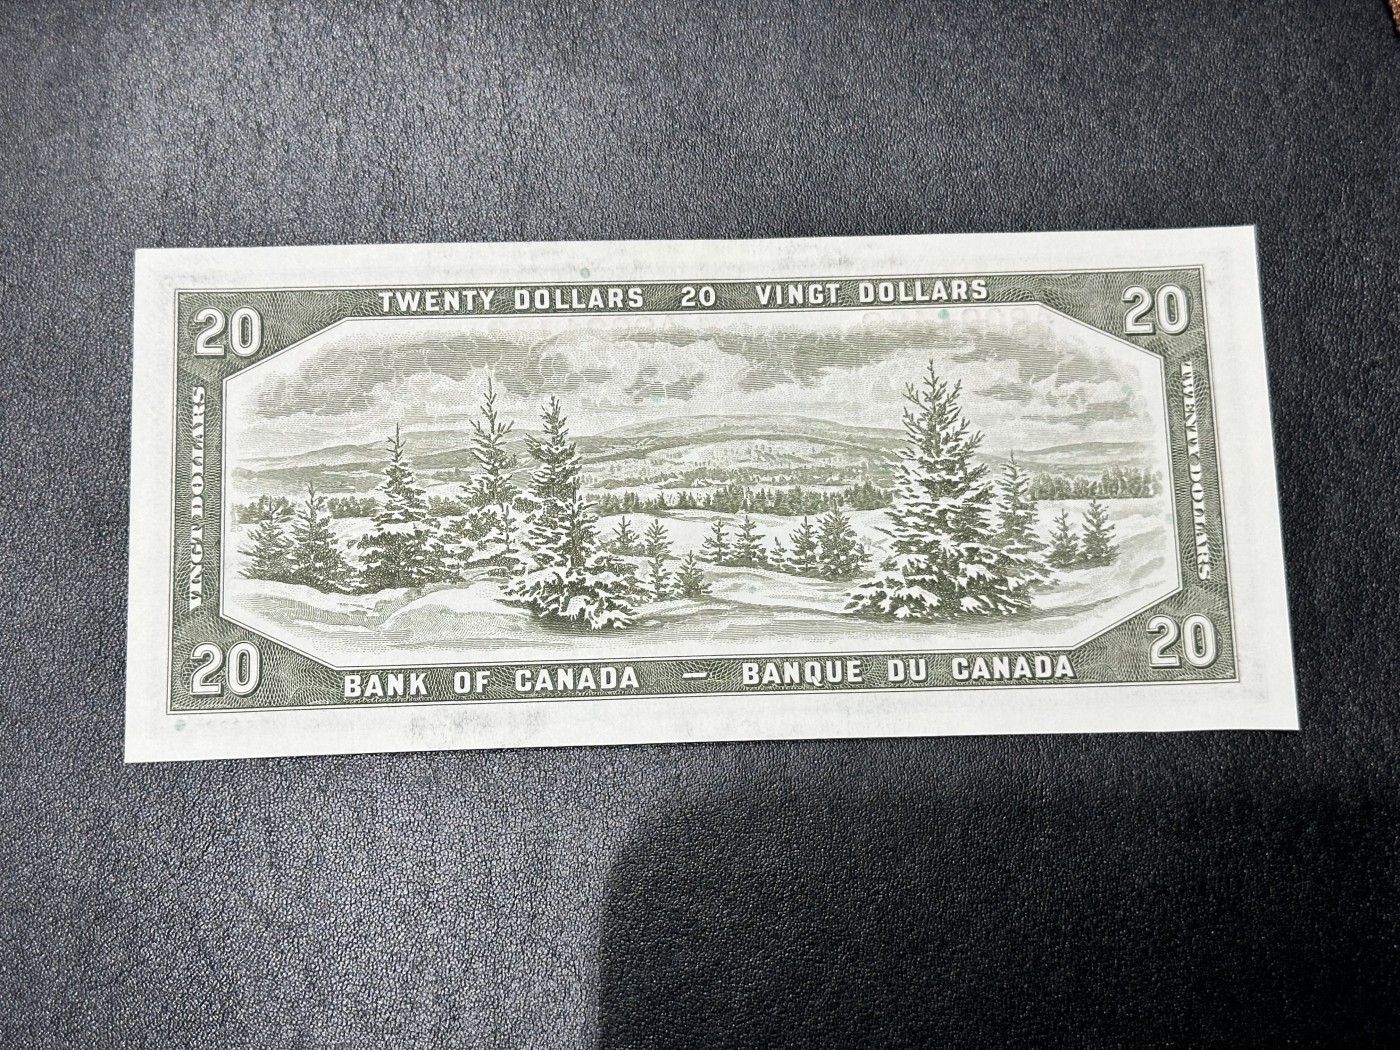 TWENTY DOLLARS 20 VINGT DOLLARS
20
20
VINGT DOLLARS
TWENTY DOLLARS
20
20
BANK OF CANADA — BANQUE DU CANADA